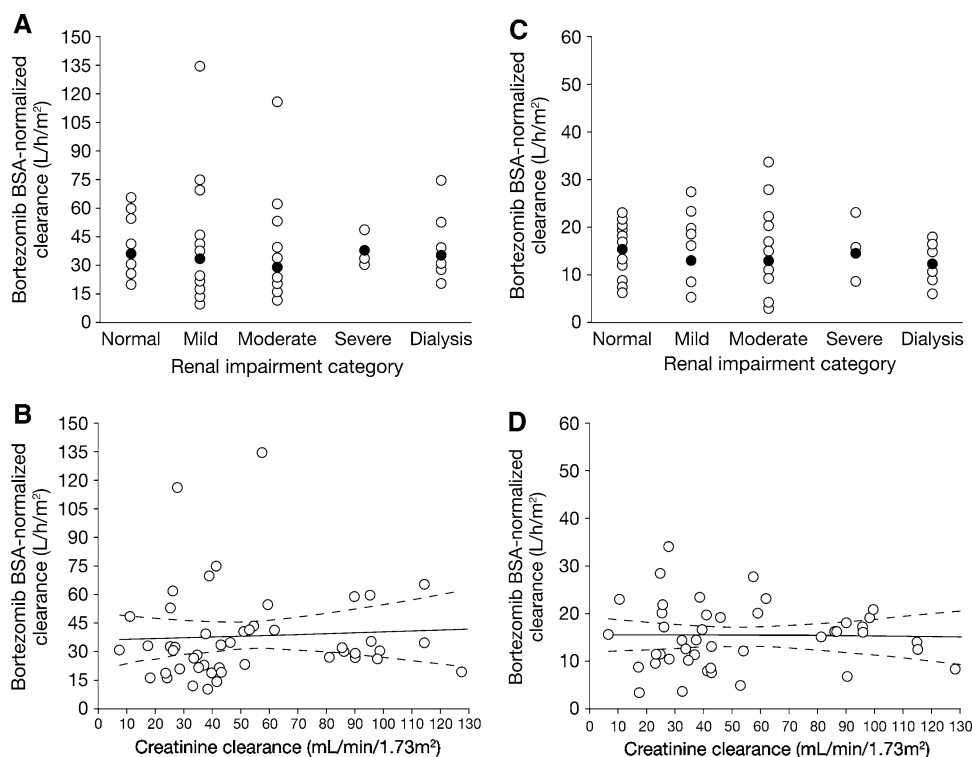 A
Bortezomib BSA-normalized
clearance (L/h/m²)
150
135
120
105
90
75
60
45
30
15
0
Normal Mild Moderate Severe Dialysis
Renal impairment category
C
Bortezomib BSA-normalized
clearance (L/h/m²)
60
50
40
30
20
10
0
Normal Mild Moderate Severe Dialysis
Renal impairment category
B
Bortezomib BSA-normalized
clearance (L/h/m²)
150
135
120
105
90
75
60
45
30
15
0
0 10 20 30 40 50 60 70 80 90 100 110 120 130
Creatinine clearance (mL/min/1.73m²)
D
Bortezomib BSA-normalized
clearance (L/h/m²)
60
50
40
30
20
10
0
0 10 20 30 40 50 60 70 80 90 100 110 120 130
Creatinine clearance (mL/min/1.73m²)